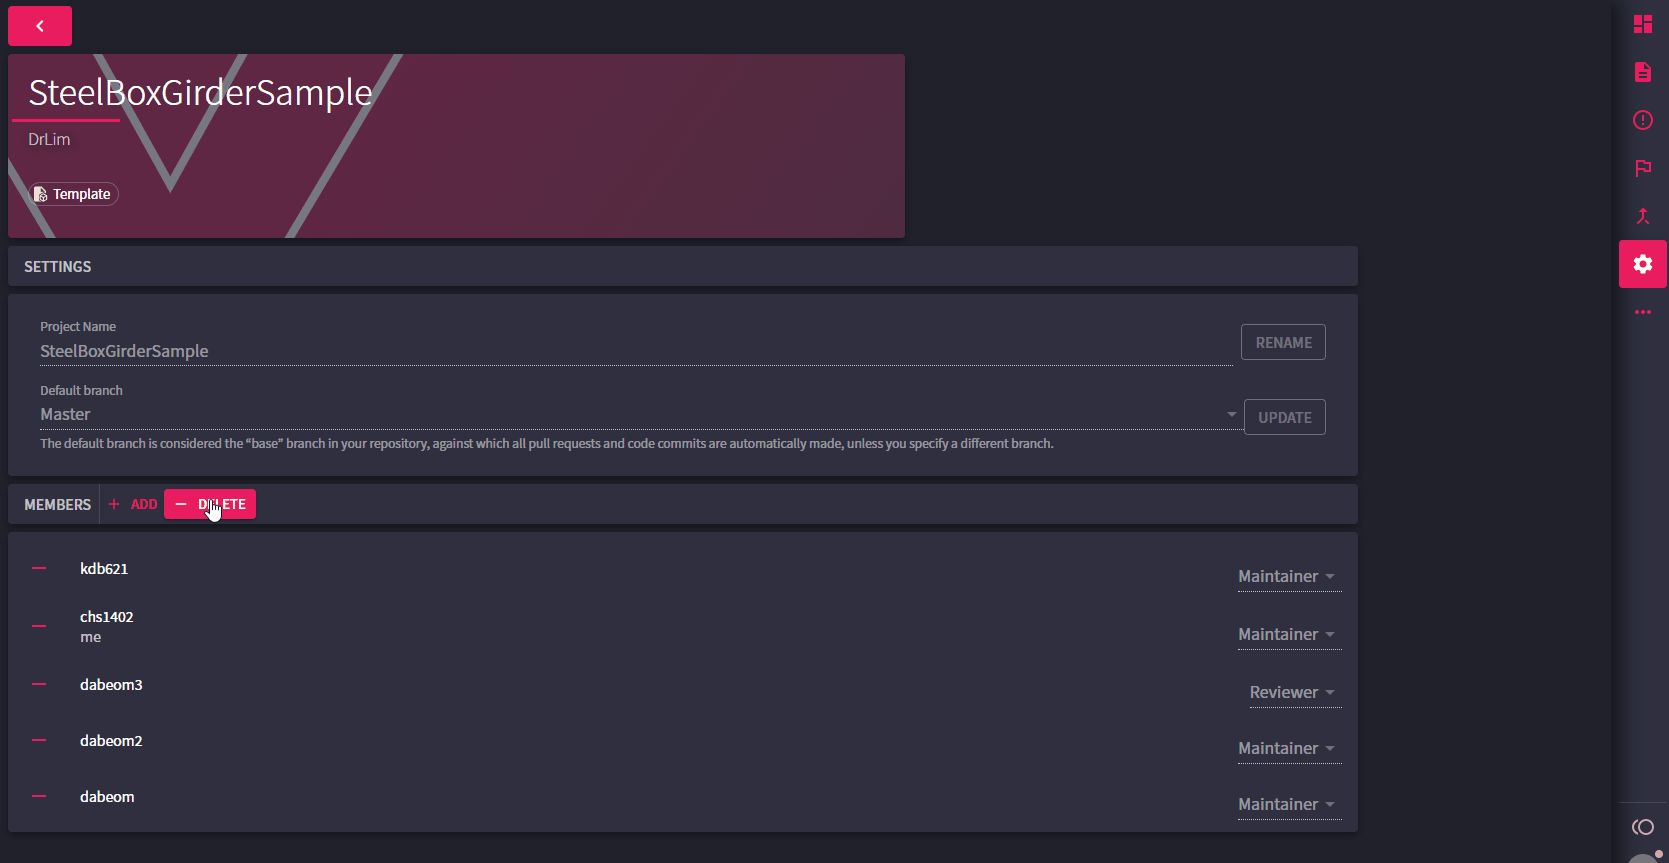 SteelBoxGirderSample
DrLim
Template
SETTINGS
Project Name
SteelBoxGirderSample
RENAME
Default branch
Master
UPDATE
The default branch is considered the “base” branch in your repository, against which all pull requests and code commits are automatically made, unless you specify a different branch.
MEMBERS + ADD — DELETE
kdb621
Maintainer
chs1402
me
Maintainer
dabeom3
Reviewer
dabeom2
Maintainer
dabeom
Maintainer